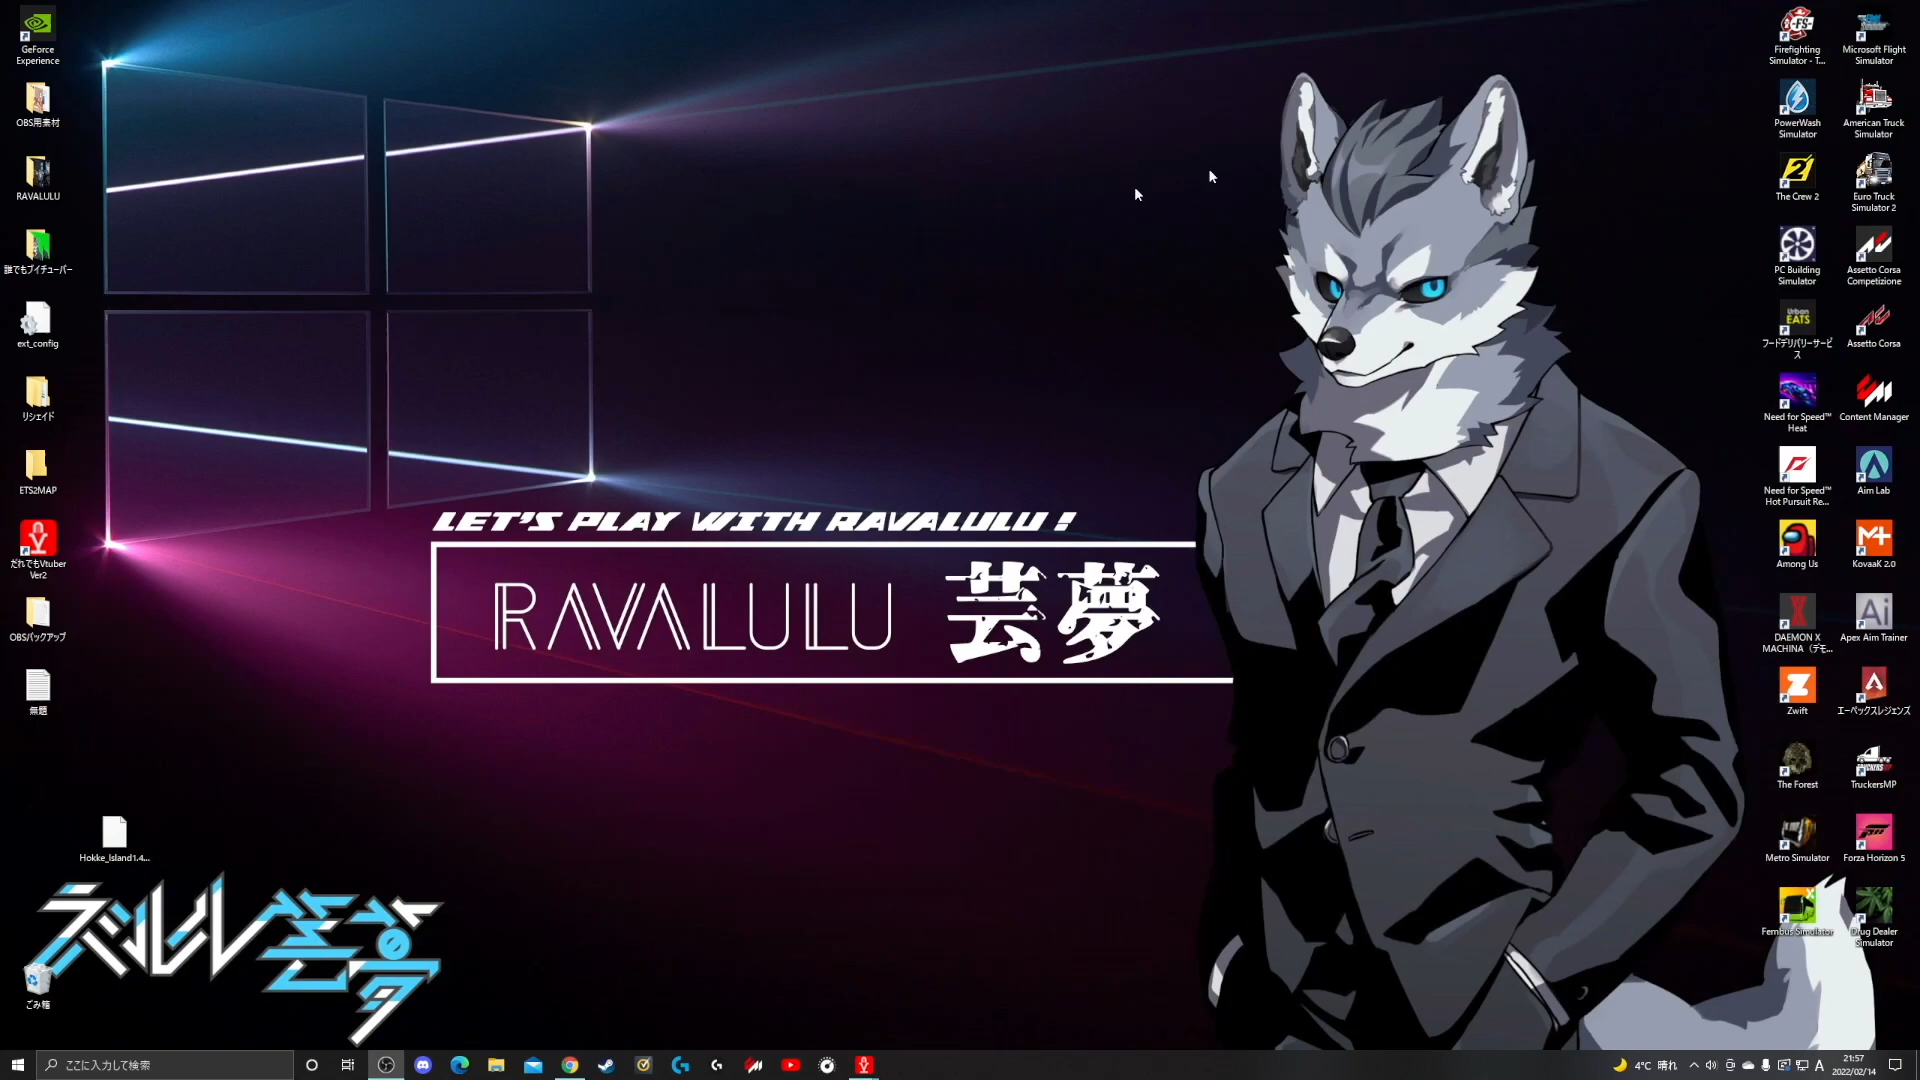 GeForce
Experience
OBS用素材
RAVALULU
誰でもブイチューバー
ext_config
リシェイド
ETS2MAP
だれでもVtuber
Ver2
OBSバックアップ
無題
Hokke_Island1.4...
ごみ箱
LET'S PLAY WITH RAVALULU !
RAVALULU 芸夢
Firefighting
Simulator - T...
Microsoft Flight
Simulator
PowerWash
Simulator
American Truck
Simulator
The Crew 2
Euro Truck
Simulator 2
PC Building
Simulator
Assetto Corsa
Competizione
Urban
EATS
フードデリバリーサービ
ス
Assetto Corsa
Need for Speed™
Heat
Content Manager
Need for Speed™
Hot Pursuit Re...
Aim Lab
Among Us
KovaaK 2.0
DAEMON X
MACHINA（デモ...
Apex Aim Trainer
Zwift
エーペックスレジェンズ
The Forest
TruckersMP
Metro Simulator
Forza Horizon 5
Fernbus Simulator
Drug Dealer
Simulator
ここに入力して検索
4°C 晴れ
A
21:57
2022/02/14